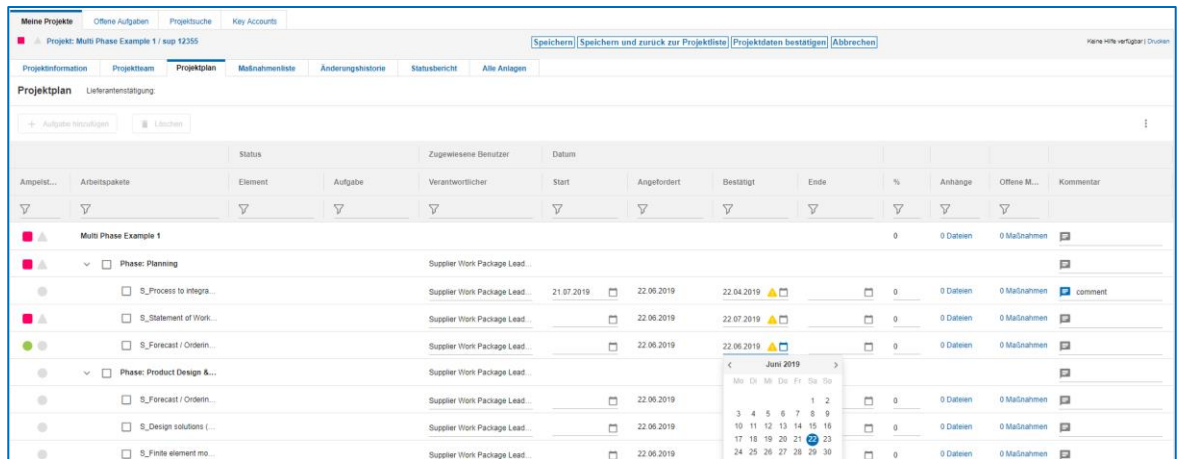 Meine Projekte Offene Aufgaben Projektsuche Key Accounts
Projekt: Multi Phase Example 1 / sup 12355 Speichern Speichern und zurück zur Projektliste Projektdaten bestätigen Abbrechen Keine Hilfe verfügbar | Drucken
Projektinformation Projektteam Projektplan Maßnahmenliste Änderungshistorie Statusbericht Alle Anlagen
Projektplan Lieferantenstätigung:
+ Aufgabe hinzufügen Löschen
Status Zugewiesene Benutzer Datum
Ampelst... Arbeitspakete Element Aufgabe Verantwortlicher Start Angefordert Bestätigt Ende % Anhänge Offene M... Kommentar
Multi Phase Example 1 0 0 Dateien 0 Maßnahmen
Phase: Planning Supplier Work Package Lead...
S_Process to integra... Supplier Work Package Lead... 21.07.2019 22.06.2019 22.04.2019 0 0 Dateien 0 Maßnahmen comment
S_Statement of Work... Supplier Work Package Lead... 22.06.2019 22.07.2019 0 0 Dateien 0 Maßnahmen
S_Forecast / Orderin... Supplier Work Package Lead... 22.06.2019 22.06.2019 0 0 Dateien 0 Maßnahmen
Phase: Product Design &... Supplier Work Package Lead...
S_Forecast / Orderin... Supplier Work Package Lead... 22.06.2019 0 0 Dateien 0 Maßnahmen
S_Design solutions (... Supplier Work Package Lead... 22.06.2019 0 0 Dateien 0 Maßnahmen
S_Finite element mo... Supplier Work Package Lead... 22.06.2019 0 0 Dateien 0 Maßnahmen
Juni 2019
Mo Di Mi Do Fr Sa So
1 2
3 4 5 6 7 8 9
10 11 12 13 14 15 16
17 18 19 20 21 22 23
24 25 26 27 28 29 30